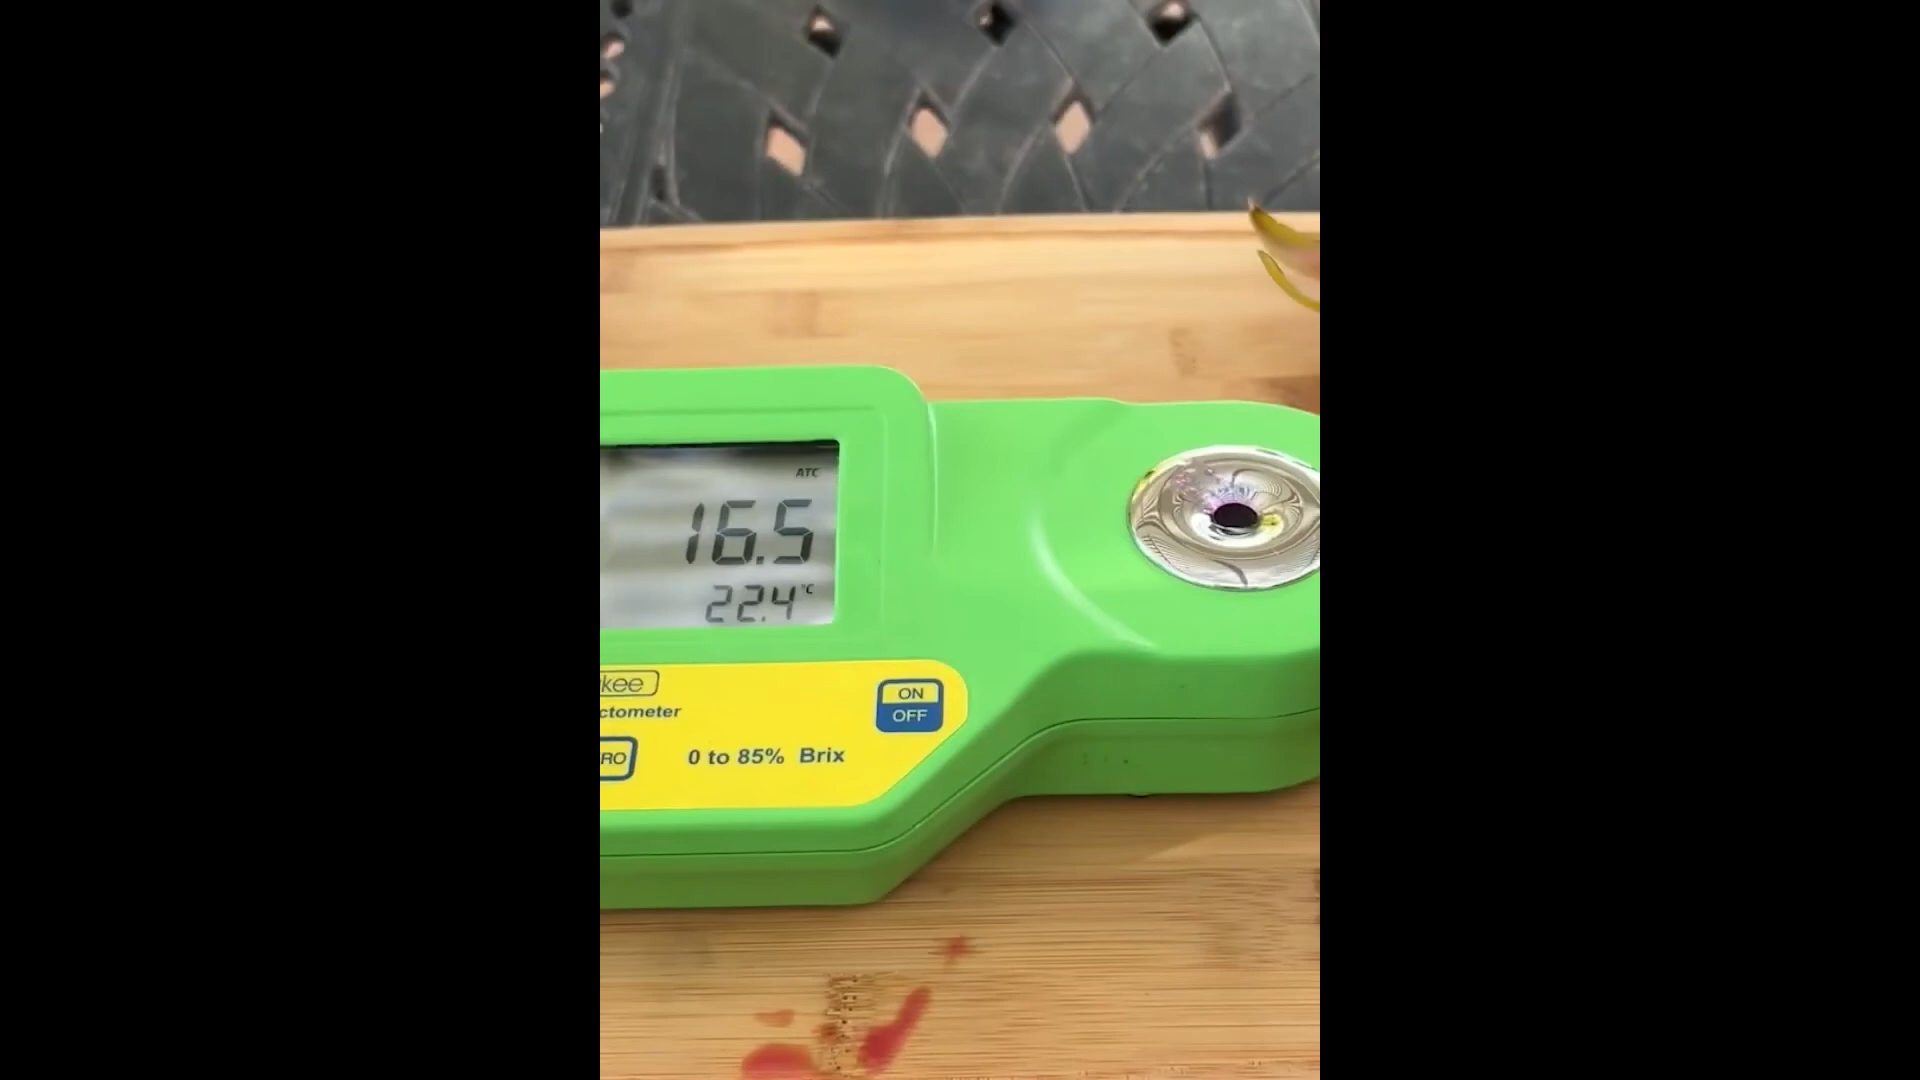 ATC
16.5
22.4 °C
kee
ctometer
ON
OFF
RO
0 to 85% Brix